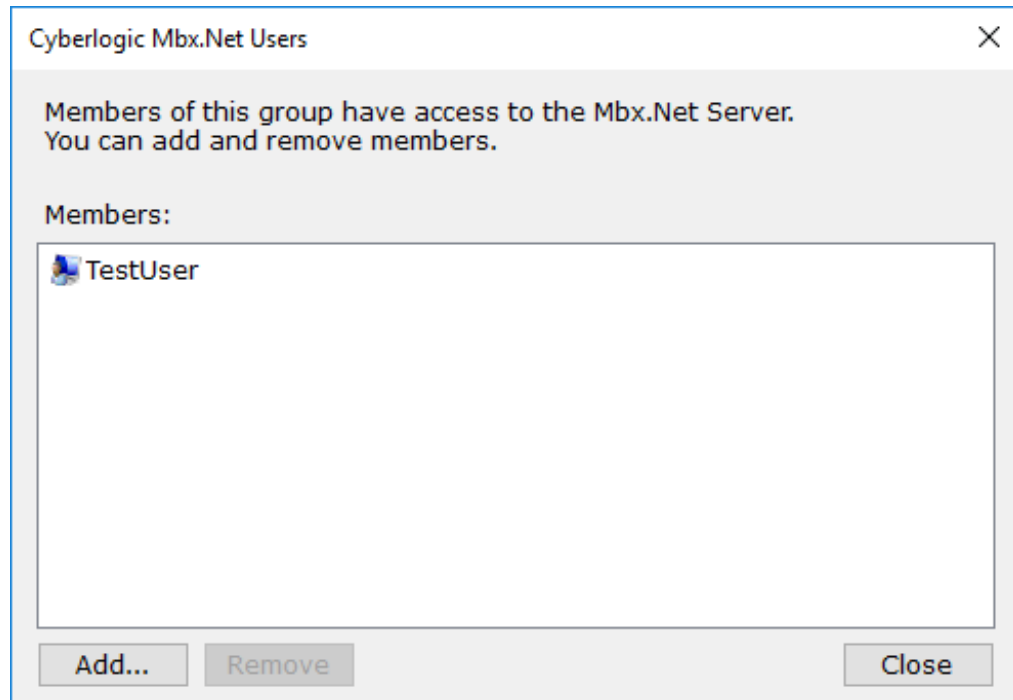 Cyberlogic Mbx.Net Users
Members of this group have access to the Mbx.Net Server.
You can add and remove members.
Members:
TestUser
Add...
Remove
Close